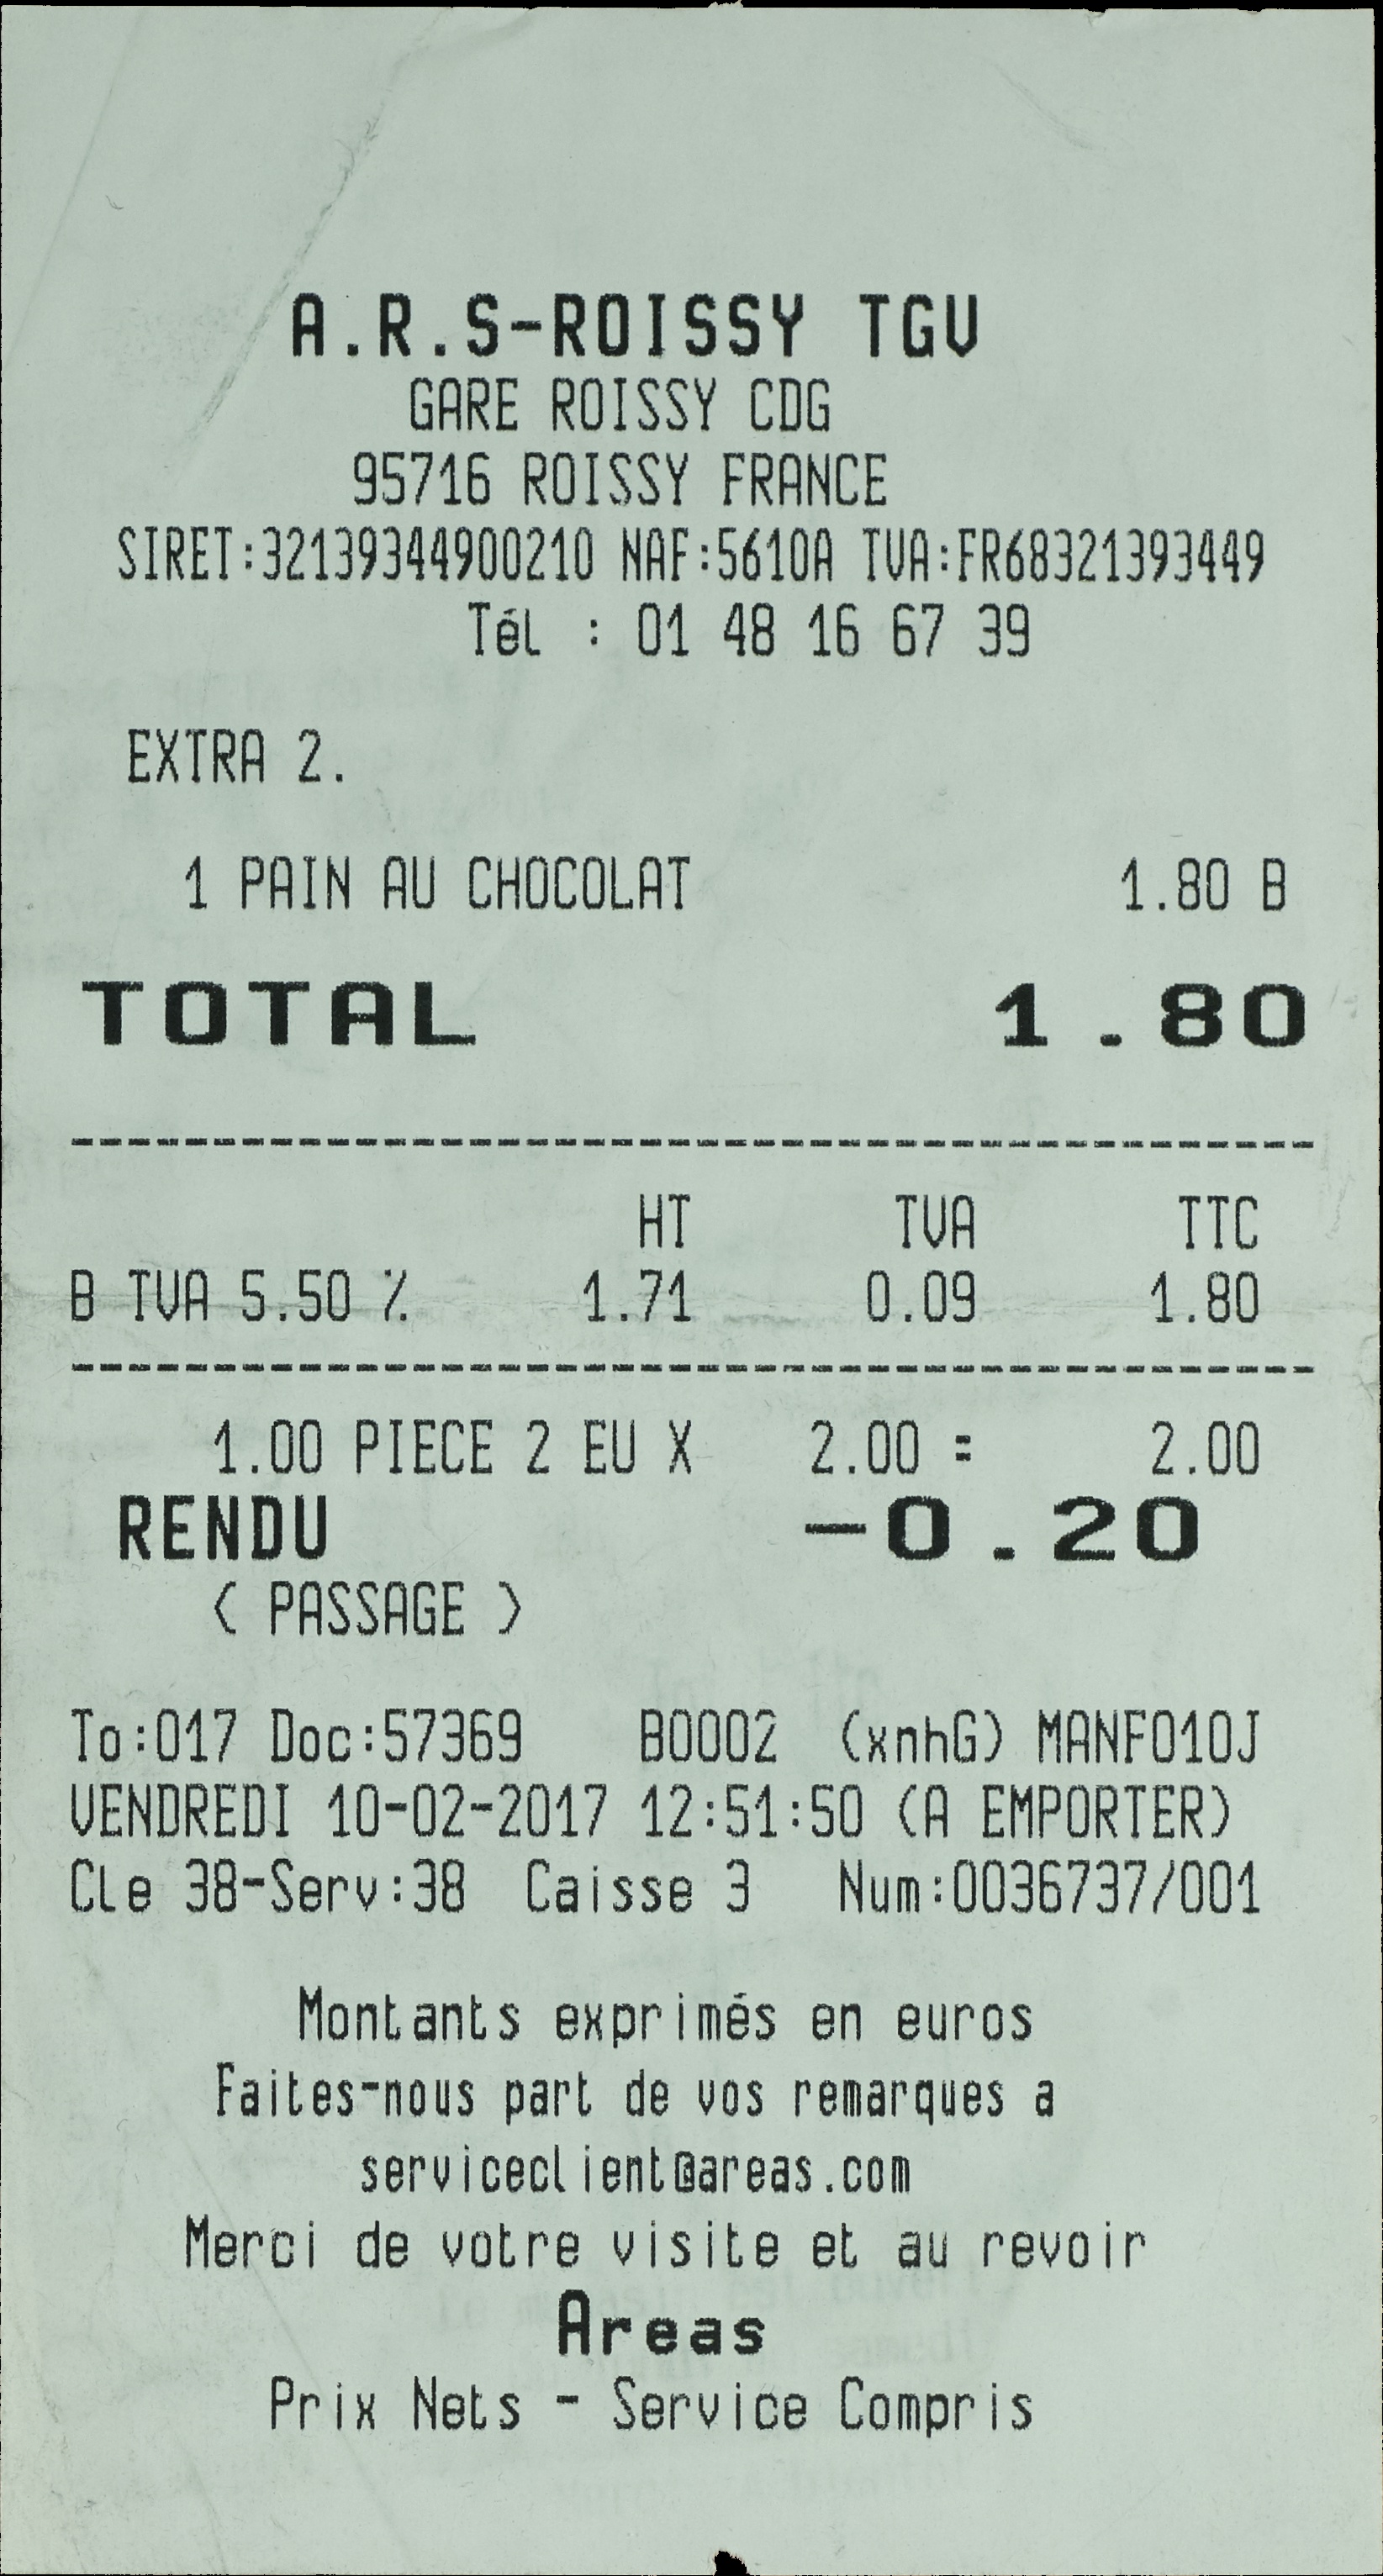 A.R.S-ROISSY TGV
GARE ROISSY CDG
95716 ROISSY FRANCE
SIRET:32139344900210 NAF:5610A TVA:FR68321393449
Tél : 01 48 16 67 39
EXTRA 2.
1 PAIN AU CHOCOLAT 1.80 B
TOTAL 1.80
--------------------------------------------
HT TVA TTC
B TVA 5.50 % 1.71 0.09 1.80
--------------------------------------------
1.00 PIECE 2 EU X 2.00 = 2.00
RENDU -0.20
( PASSAGE )
To:017 Doc:57369 B0002 (xnhG) MANF010J
VENDREDI 10-02-2017 12:51:50 (A EMPORTER)
Cle 38-Serv:38 Caisse 3 Num:0036737/001
Montants exprimés en euros
Faites-nous part de vos remarques a
serviceclient@areas.com
Merci de votre visite et au revoir
Areas
Prix Nets - Service Compris